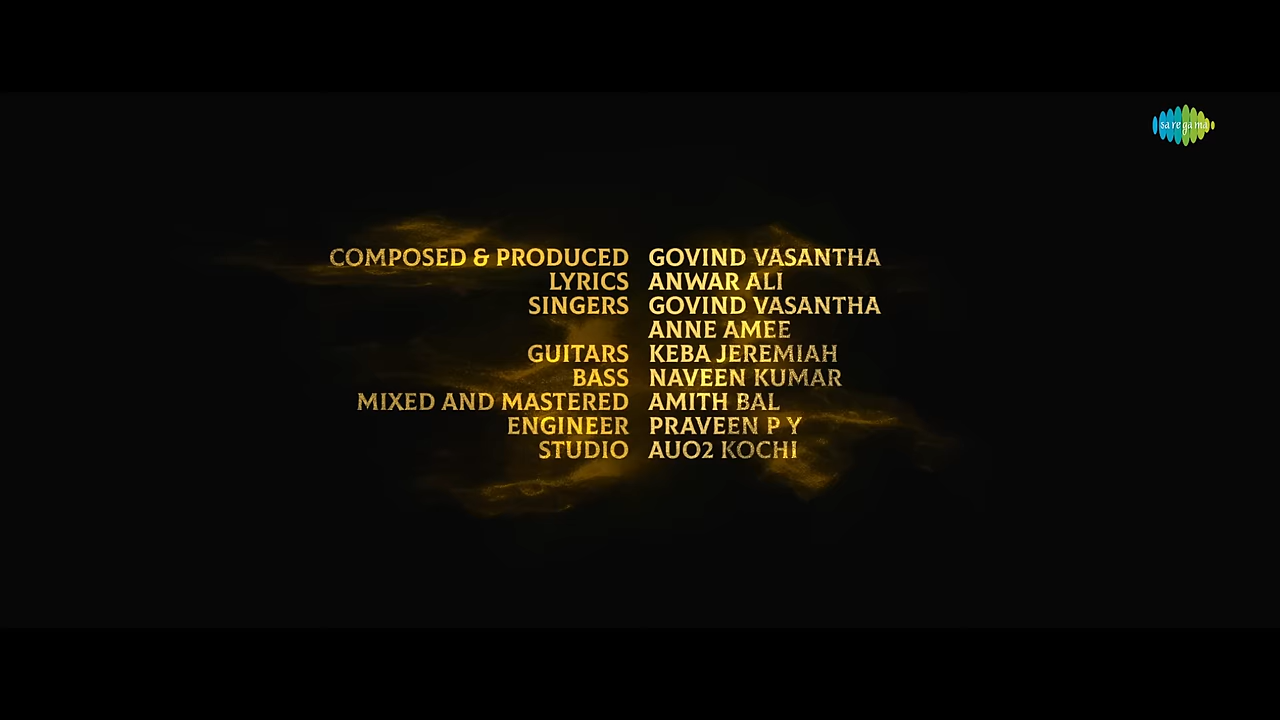 saregama
COMPOSED & PRODUCED GOVIND VASANTHA
LYRICS ANWAR ALI
SINGERS GOVIND VASANTHA
ANNE AMEE
GUITARS KEBA JEREMIAH
BASS NAVEEN KUMAR
MIXED AND MASTERED AMITH BAL
ENGINEER PRAVEEN P Y
STUDIO AUO2 KOCHI